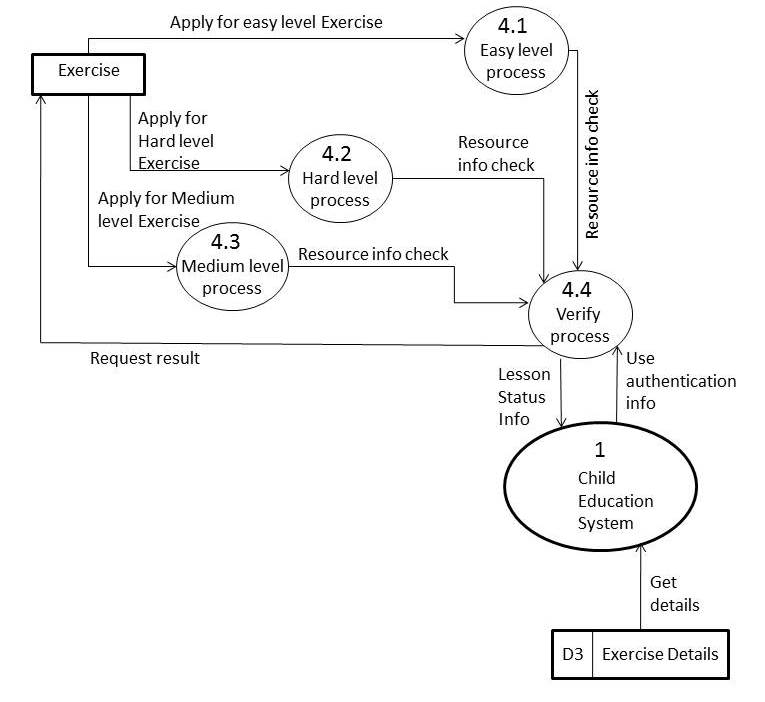 Apply for easy level Exercise
4.1
Easy level
process
Exercise
Apply for
Hard level
Exercise
4.2
Hard level
process
Resource
info check
Resource info check
Apply for Medium
level Exercise
4.3
Medium level
process
Resource info check
4.4
Verify
process
Request result
Lesson
Status
Info
Use
authentication
info
1
Child
Education
System
Get
details
D3
Exercise Details